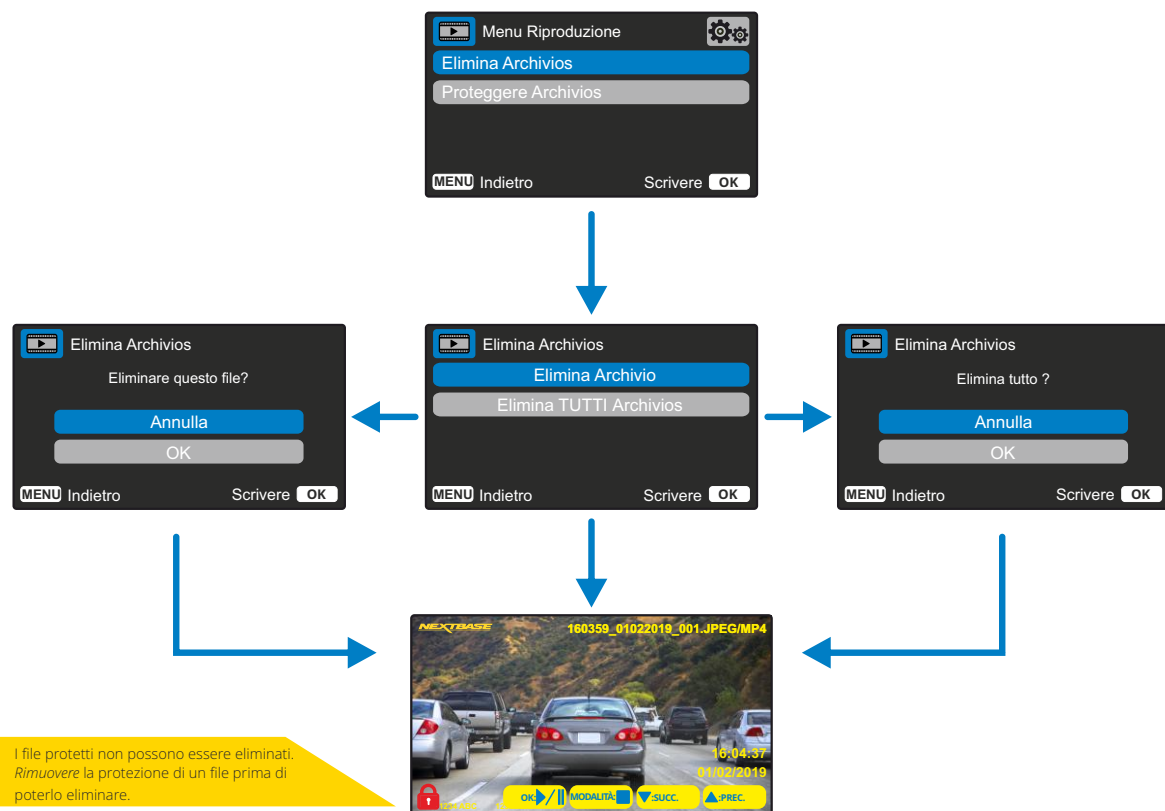 Menu Riproduzione
Elimina Archivios
Proteggere Archivios
MENU Indietro
Scrivere OK
Elimina Archivios
Eliminare questo file?
Annulla
OK
MENU Indietro
Scrivere OK
Elimina Archivios
Elimina Archivio
Elimina TUTTI Archivios
MENU Indietro
Scrivere OK
Elimina Archivios
Elimina tutto ?
Annulla
OK
MENU Indietro
Scrivere OK
NEXTBASE
160359_01022019_001.JPEG/MP4
16:04:37
01/02/2019
OK:
MODALITÀ:
:SUCC.
:PREC.
I file protetti non possono essere eliminati.
Rimuovere la protezione di un file prima di
poterlo eliminare.